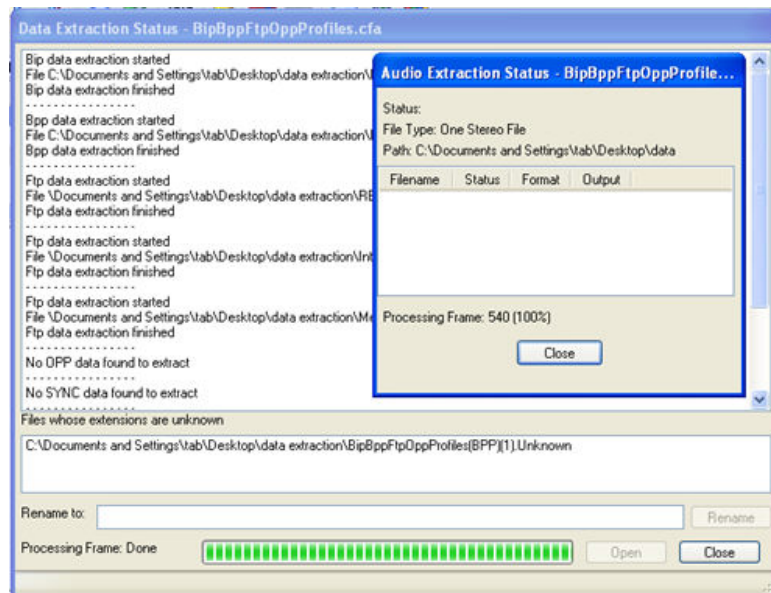 Data Extraction Status - BipBppFtpOppProfiles.cfa
Bip data extraction started
File C:\Documents and Settings\tab\Desktop\data extraction\
Bip data extraction finished
- - - - - - - - - - - - - - - -
Bpp data extraction started
File C:\Documents and Settings\tab\Desktop\data extraction\
Bpp data extraction finished
- - - - - - - - - - - - - - - -
Ftp data extraction started
File \Documents and Settings\tab\Desktop\data extraction\RE
Ftp data extraction finished
- - - - - - - - - - - - - - - -
Ftp data extraction started
File \Documents and Settings\tab\Desktop\data extraction\Int
Ftp data extraction finished
- - - - - - - - - - - - - - - -
Ftp data extraction started
File \Documents and Settings\tab\Desktop\data extraction\Me
Ftp data extraction finished
- - - - - - - - - - - - - - - -
No OPP data found to extract
- - - - - - - - - - - - - - - -
No SYNC data found to extract
- - - - - - - - - - - - - - - -
Audio Extraction Status - BipBppFtpOppProfile...
Status:
File Type: One Stereo File
Path: C:\Documents and Settings\tab\Desktop\data
Filename Status Format Output
Processing Frame: 540 (100%)
Close
Files whose extensions are unknown
C:\Documents and Settings\tab\Desktop\data extraction\BipBppFtpOppProfiles(BPP)(1).Unknown
Rename to:
Rename
Processing Frame: Done
Open
Close